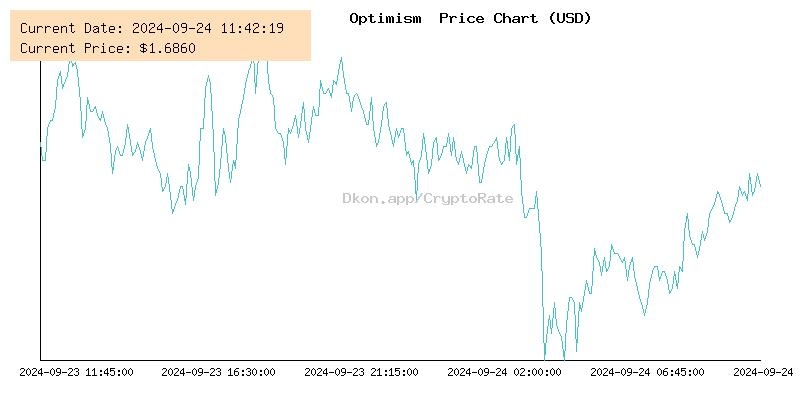 Optimism Price Chart (USD)
Current Date: 2024-09-24 11:42:19
Current Price: $1.6860
Dkon.app/CryptoRate
2024-09-23 11:45:00 2024-09-23 16:30:00 2024-09-23 21:15:00 2024-09-24 02:00:00 2024-09-24 06:45:00 2024-09-24